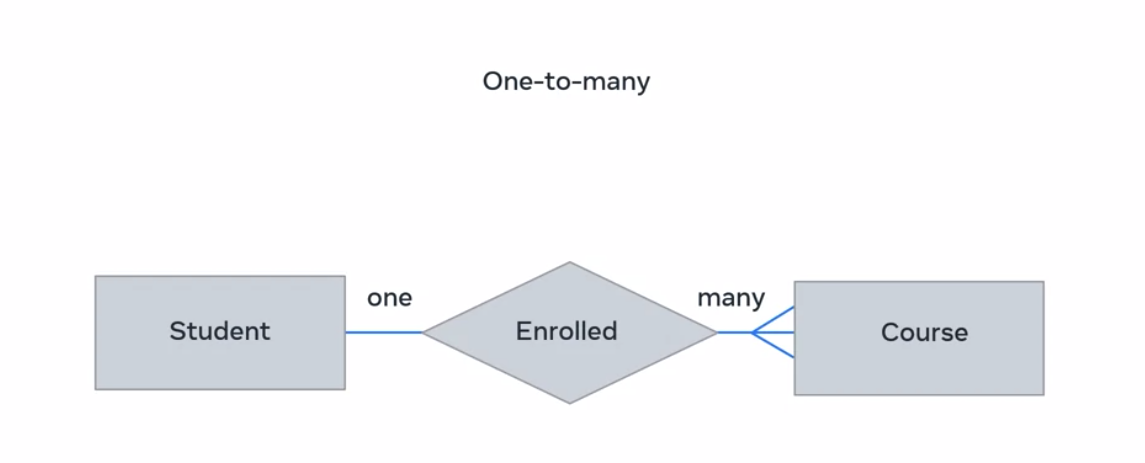 One-to-many
one
many
Student
Enrolled
Course